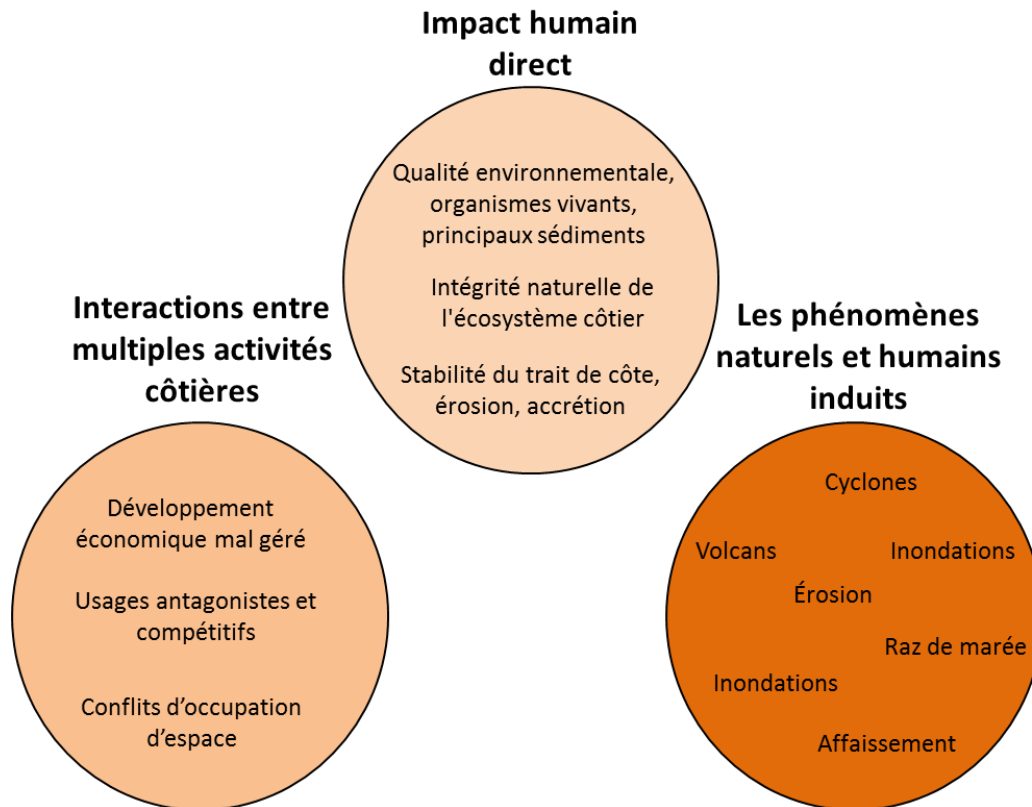 Impact humain
direct
Qualité environnementale,
organismes vivants,
principaux sédiments
Intégrité naturelle de
l'écosystème côtier
Stabilité du trait de côte,
érosion, accrétion
Interactions entre
multiples activités
côtières
Développement
économique mal géré
Usages antagonistes et
compétitifs
Conflits d’occupation
d’espace
Les phénomènes
naturels et humains
induits
Cyclones
Volcans
Inondations
Érosion
Raz de marée
Inondations
Affaissement